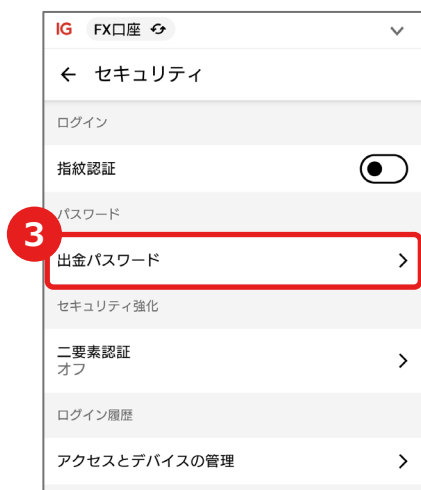 IG FX口座
セキュリティ
ログイン
指紋認証
パスワード
3
出金パスワード
セキュリティ強化
二要素認証
オフ
ログイン履歴
アクセスとデバイスの管理